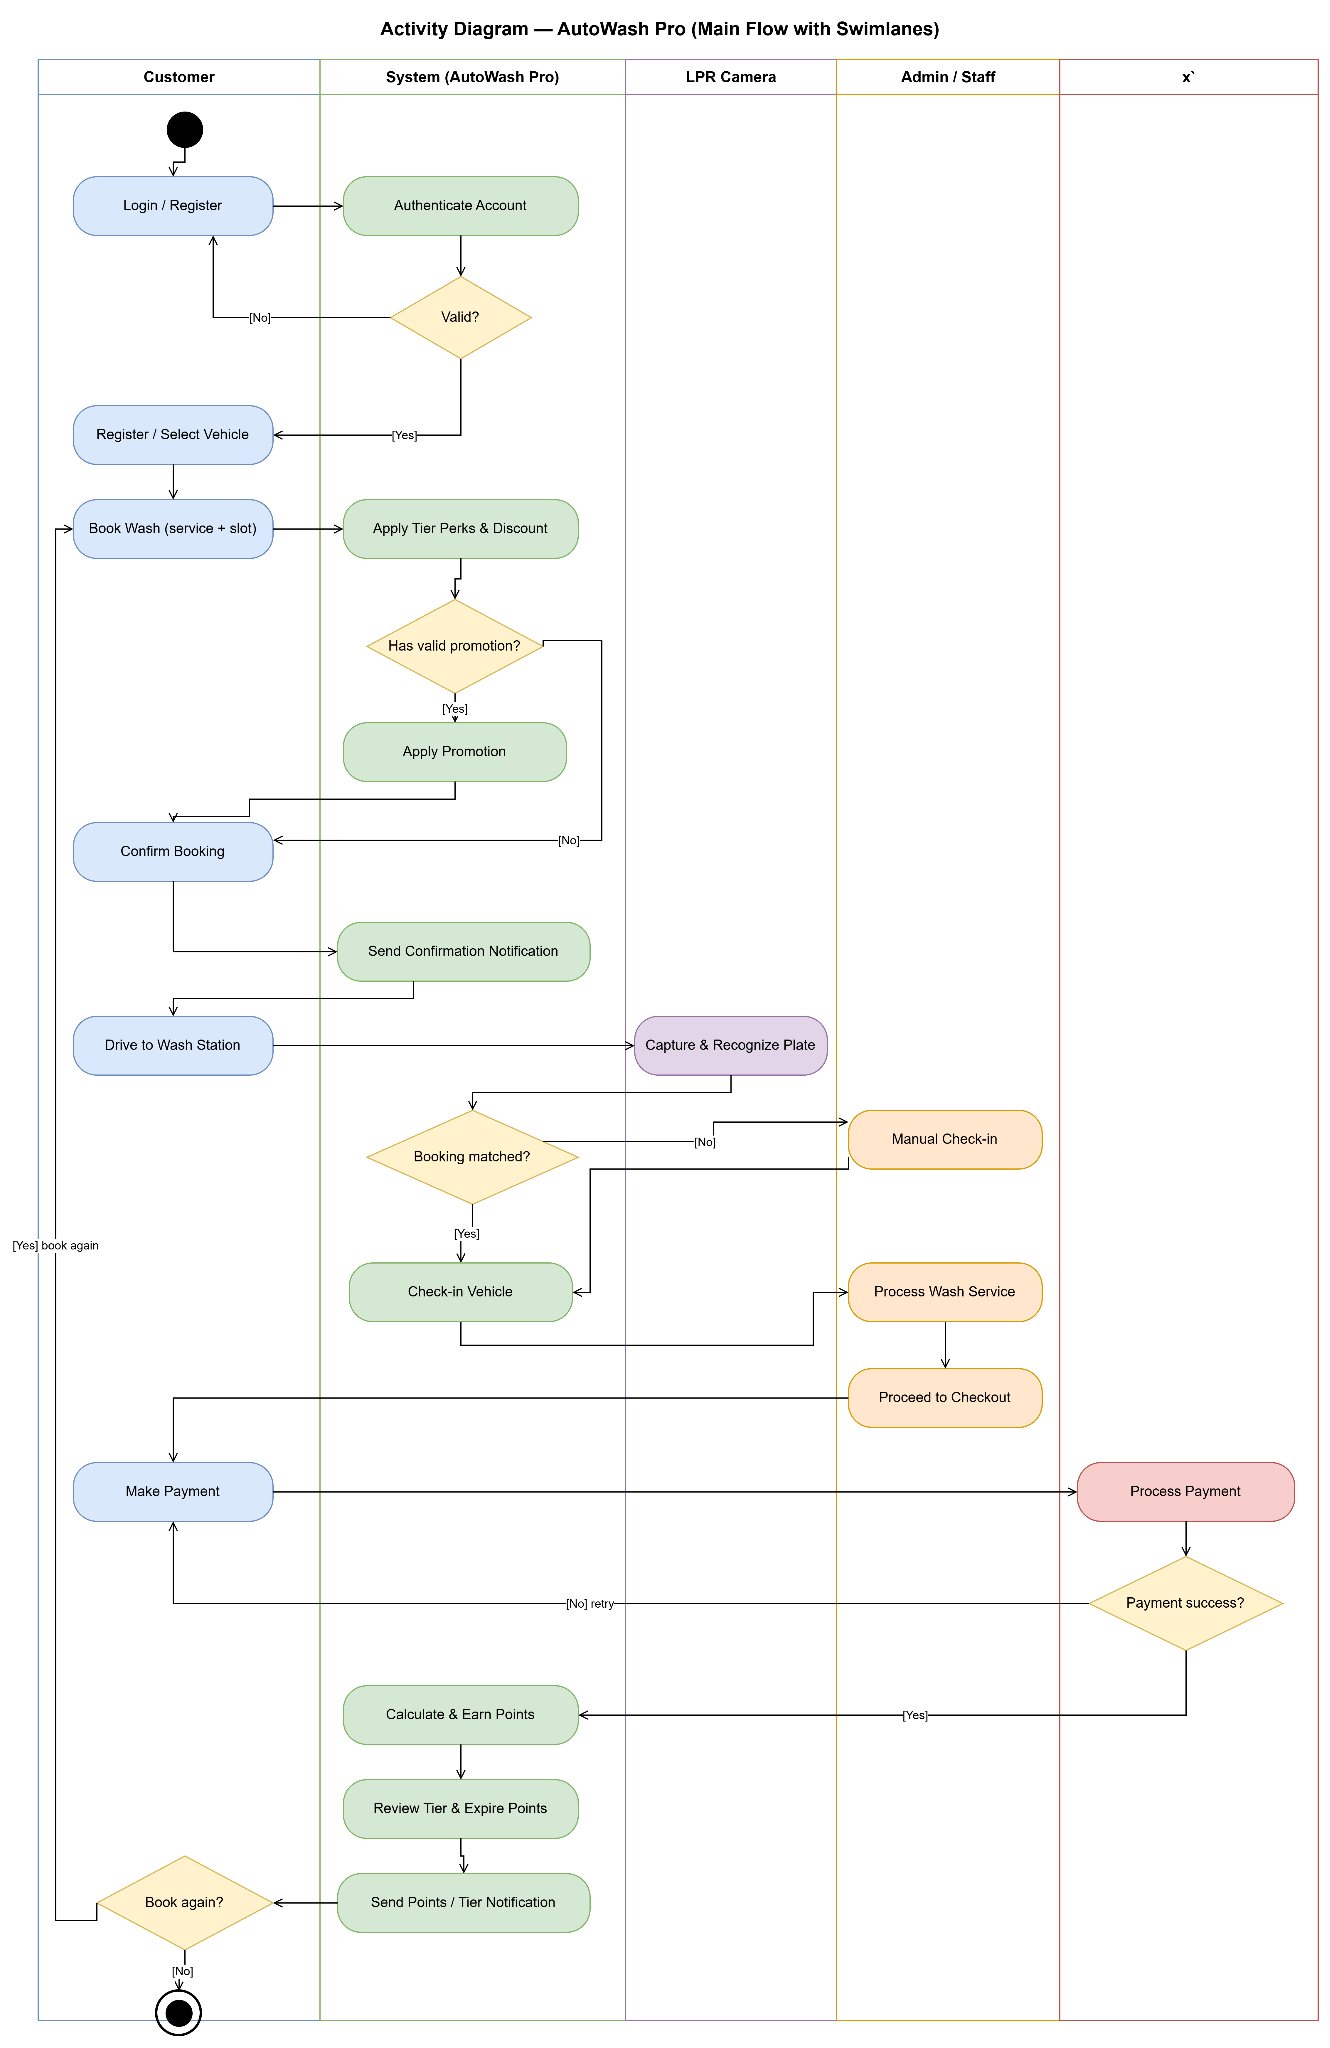 Activity Diagram — AutoWash Pro (Main Flow with Swimlanes)
Customer
System (AutoWash Pro)
LPR Camera
Admin / Staff
x`
Login / Register
Authenticate Account
Valid?
[No]
Register / Select Vehicle
[Yes]
Book Wash (service + slot)
Apply Tier Perks & Discount
Has valid promotion?
[Yes]
Apply Promotion
[No]
Confirm Booking
Send Confirmation Notification
Drive to Wash Station
Capture & Recognize Plate
Booking matched?
[No]
Manual Check-in
[Yes]
[Yes] book again
Check-in Vehicle
Process Wash Service
Proceed to Checkout
Make Payment
Process Payment
[No] retry
Payment success?
Calculate & Earn Points
[Yes]
Review Tier & Expire Points
Book again?
Send Points / Tier Notification
[No]